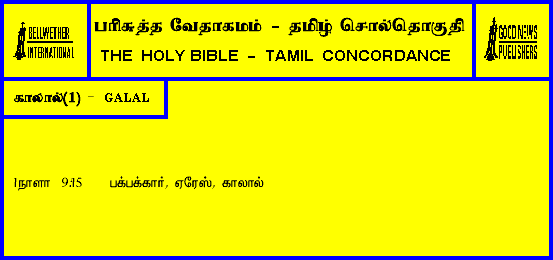 BELLWETHER
INTERNATIONAL
பரிசுத்த வேதாகமம் - தமிழ் சொல்தொகுதி
THE HOLY BIBLE - TAMIL CONCORDANCE
GOOD NEWS
PUBLISHERS
காலால்(1) - GALAL
1நாளா 9:15 பக்பக்கார், ஏரேஸ், காலால்